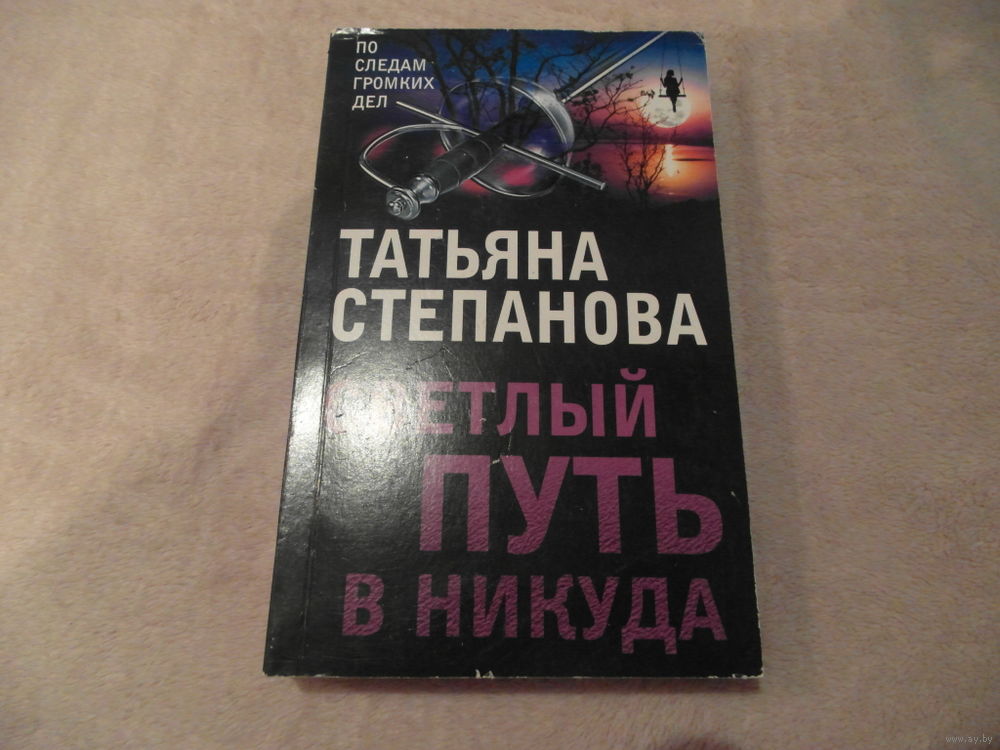 ПО
СЛЕДАМ
ГРОМКИХ
ДЕЛ
ТАТЬЯНА
СТЕПАНОВА
СВЕТЛЫЙ
ПУТЬ
В НИКУДА
www.ay.by